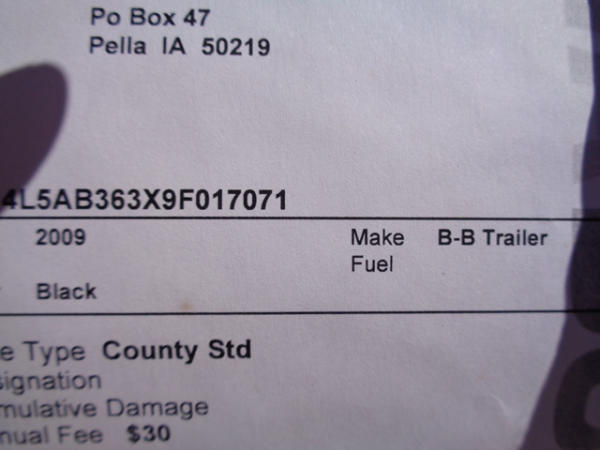 Po Box 47
Pella IA 50219
4L5AB363X9F017071
2009 Make B-B Trailer
Fuel
Black
e Type County Std
signation
mulative Damage
nual Fee $30